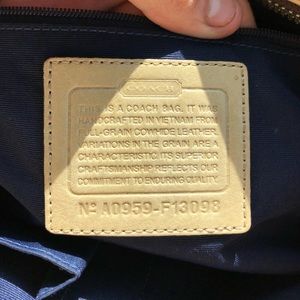 COACH
THIS IS A COACH BAG. IT WAS
HANDCRAFTED IN VIETNAM FROM
FULL-GRAIN COWHIDE LEATHER.
VARIATIONS IN THE GRAIN ARE A
CHARACTERISTIC. ITS SUPERIOR
CRAFTSMANSHIP REFLECTS OUR
COMMITMENT TO ENDURING QUALITY.
Nº A0959-F13098